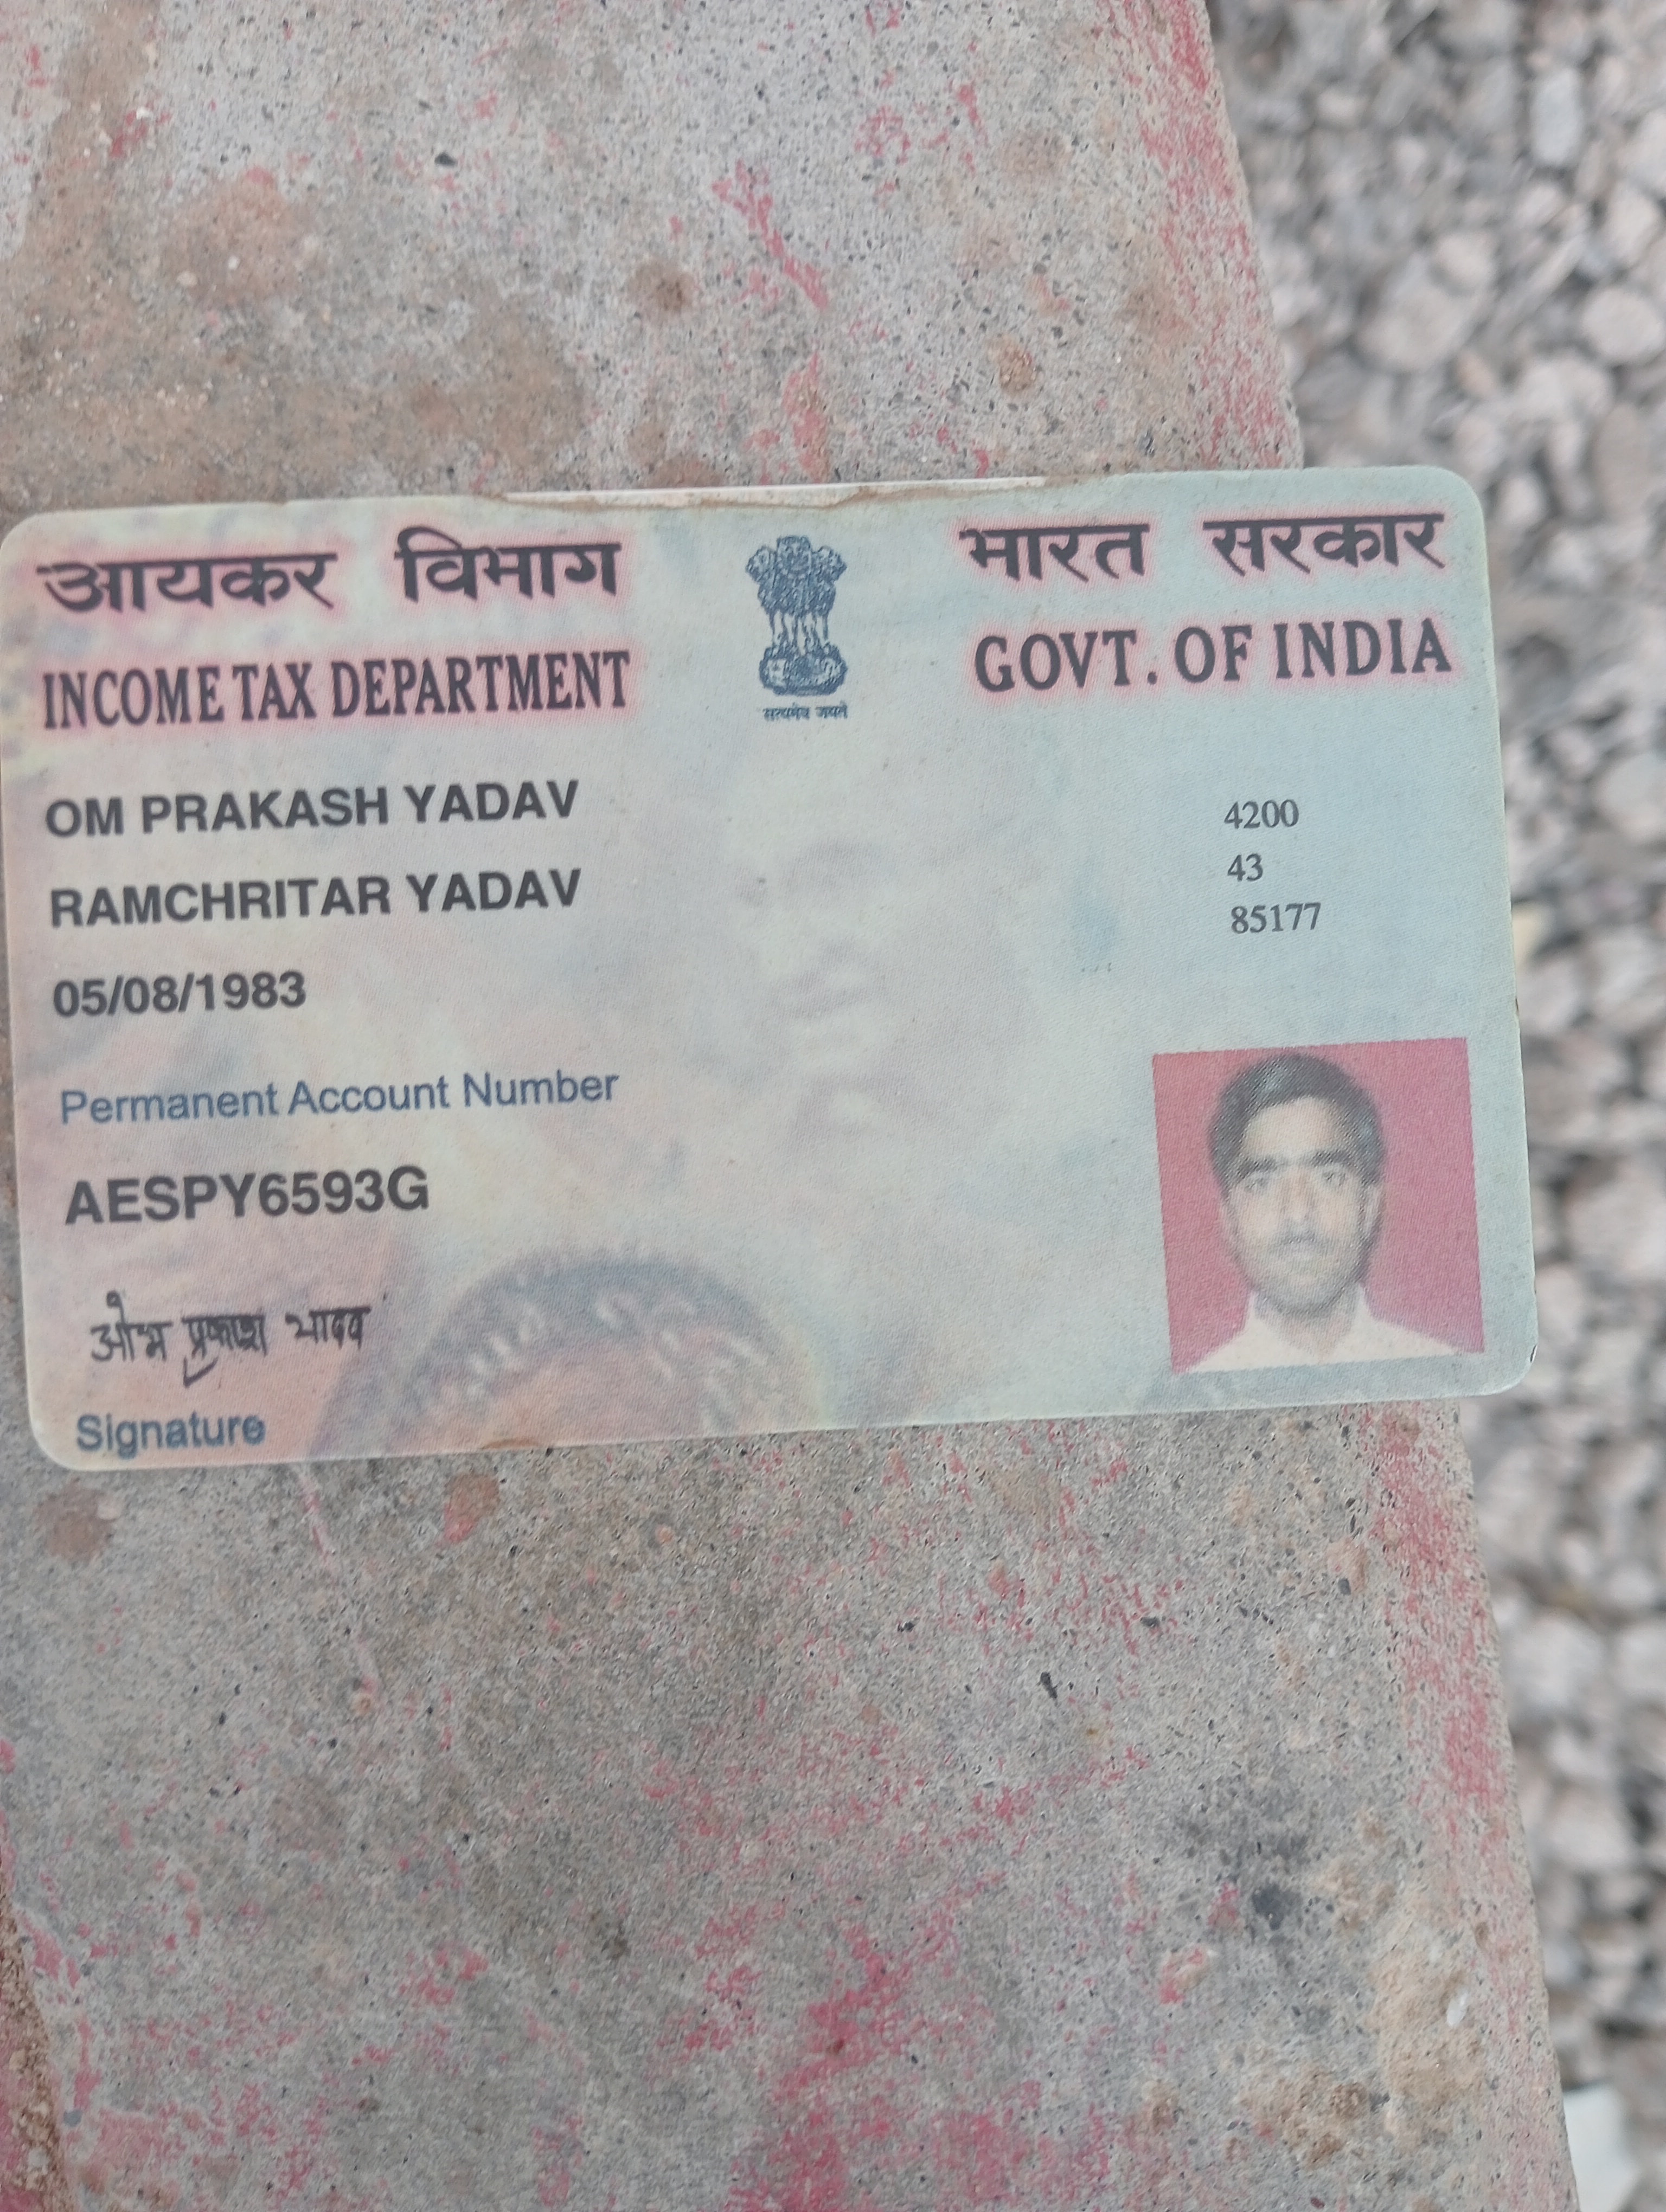 आयकर विभाग
INCOME TAX DEPARTMENT
सत्यमेव जयते
भारत सरकार
GOVT. OF INDIA
OM PRAKASH YADAV
RAMCHRITAR YADAV
05/08/1983
4200
43
85177
Permanent Account Number
AESPY6593G
ओम प्रकाश यादव
Signature